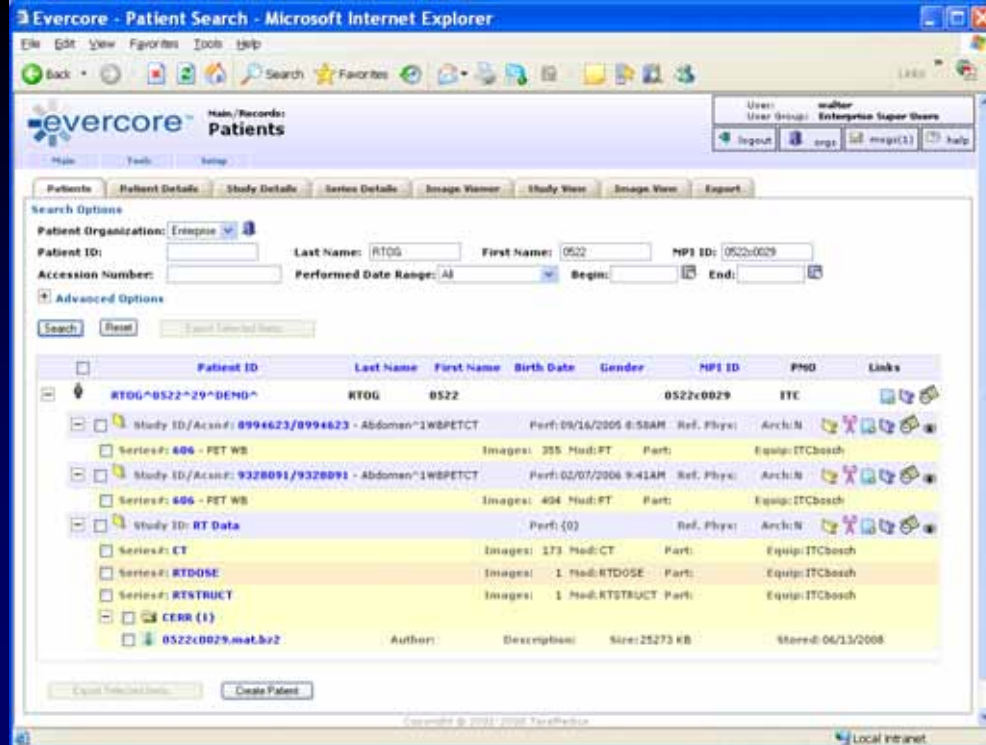 Evercore - Patient Search - Microsoft Internet Explorer
File Edit View Favorites Tools Help
Back Search Favorites Links
evercore™ Main/Records: Patients
User: walter
User Group: Enterprise Super Users
logout orgs msgs(1) help
Main Tools Setup
Patients Patient Details Study Details Series Details Image Viewer Study View Image View Export
Search Options
Patient Organization: Enterprise
Patient ID: Last Name: RTOG First Name: 0522 MPI ID: 0522c0029
Accession Number: Performed Date Range: All Begin: End:
Advanced Options
Search Reset Export Selected Items
Patient ID Last Name First Name Birth Date Gender MPI ID PMO Links
RTOG^0522^29^DEMO^ RTOG 0522 0522c0029 ITC
Study ID/Acsn#: 8994623/8994623 - Abdomen^1WBPETCT Perf: 09/16/2005 8:58AM Ref. Phys: Arch:N
Series#: 606 - PET WB Images: 355 Mod:PT Part: Equip:ITCbosch
Study ID/Acsn#: 9328091/9328091 - Abdomen^1WBPETCT Perf: 02/07/2006 9:41AM Ref. Phys: Arch:N
Series#: 606 - PET WB Images: 404 Mod:PT Part: Equip:ITCbosch
Study ID: RT Data Perf: {0} Ref. Phys: Arch:N
Series#: CT Images: 173 Mod:CT Part: Equip:ITCbosch
Series#: RTDOSE Images: 1 Mod:RTDOSE Part: Equip:ITCbosch
Series#: RTSTRUCT Images: 1 Mod:RTSTRUCT Part: Equip:ITCbosch
CERR (1)
0522c0029.mat.bz2 Author: Description: Size:25273 KB Stored:06/13/2008
Export Selected Items Create Patient
Copyright @ TeraMedica
Local intranet